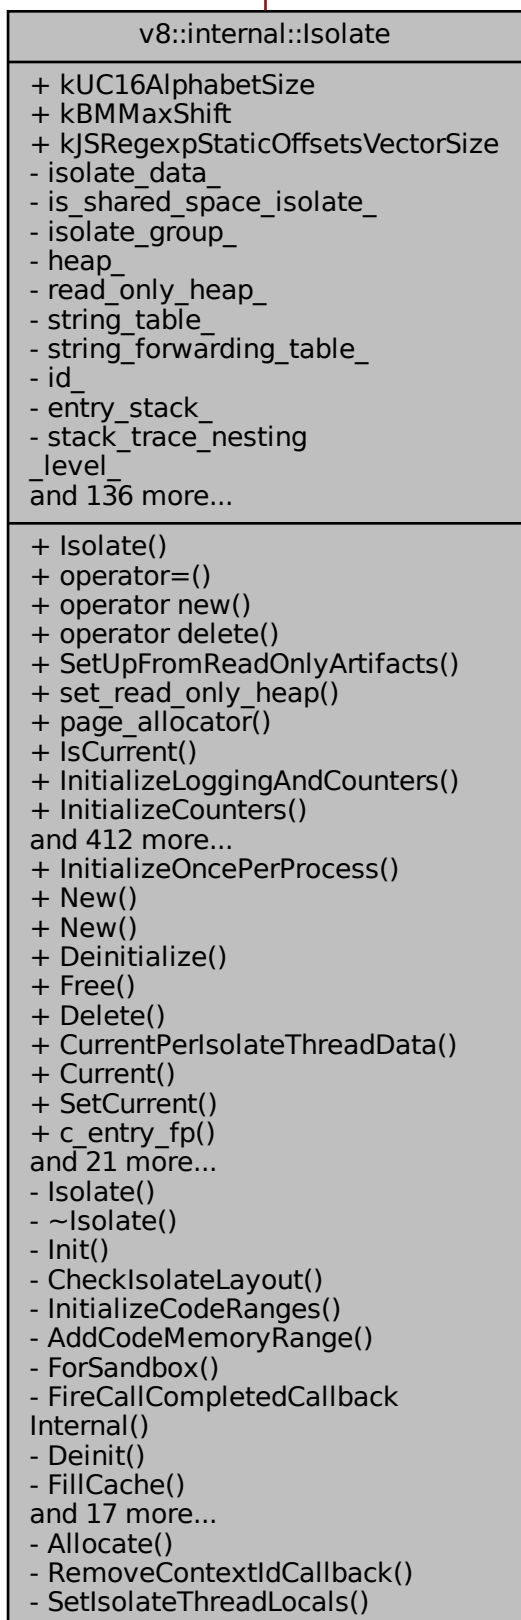 v8::internal::Isolate
+ kUC16AlphabetSize
+ kBMMaxShift
+ kJSRegexpStaticOffsetsVectorSize
- isolate_data_
- is_shared_space_isolate_
- isolate_group_
- heap_
- read_only_heap_
- string_table_
- string_forwarding_table_
- id_
- entry_stack_
- stack_trace_nesting
_level_
and 136 more...
+ Isolate()
+ operator=()
+ operator new()
+ operator delete()
+ SetUpFromReadOnlyArtifacts()
+ set_read_only_heap()
+ page_allocator()
+ IsCurrent()
+ InitializeLoggingAndCounters()
+ InitializeCounters()
and 412 more...
+ InitializeOncePerProcess()
+ New()
+ New()
+ Deinitialize()
+ Free()
+ Delete()
+ CurrentPerIsolateThreadData()
+ Current()
+ SetCurrent()
+ c_entry_fp()
and 21 more...
- Isolate()
- ~Isolate()
- Init()
- CheckIsolateLayout()
- InitializeCodeRanges()
- AddCodeMemoryRange()
- ForSandbox()
- FireCallCompletedCallback
Internal()
- Deinit()
- FillCache()
and 17 more...
- Allocate()
- RemoveContextIdCallback()
- SetIsolateThreadLocals()